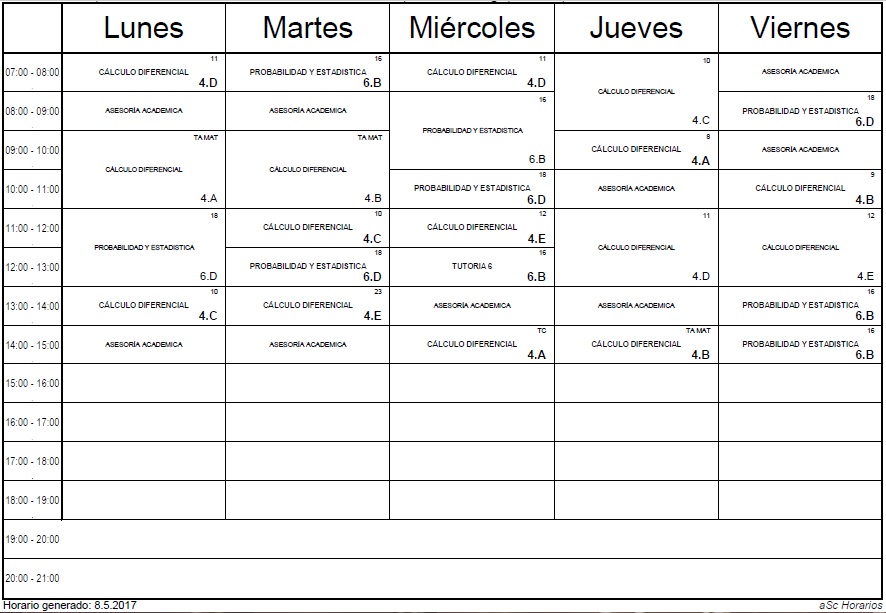 Lunes Martes Miércoles Jueves Viernes
07:00 - 08:00
11
CÁLCULO DIFERENCIAL
4.D
16
PROBABILIDAD Y ESTADISTICA
6.B
11
CÁLCULO DIFERENCIAL
4.D
10
CÁLCULO DIFERENCIAL
4.C
ASESORÍA ACADEMICA
08:00 - 09:00
ASESORÍA ACADEMICA
ASESORÍA ACADEMICA
16
PROBABILIDAD Y ESTADISTICA
6.B
18
PROBABILIDAD Y ESTADISTICA
6.D
09:00 - 10:00
TA MAT
CÁLCULO DIFERENCIAL
4.A
TA MAT
CÁLCULO DIFERENCIAL
4.B
8
CÁLCULO DIFERENCIAL
4.A
ASESORÍA ACADEMICA
10:00 - 11:00
18
PROBABILIDAD Y ESTADISTICA
6.D
ASESORÍA ACADEMICA
9
CÁLCULO DIFERENCIAL
4.B
11:00 - 12:00
18
PROBABILIDAD Y ESTADISTICA
6.D
10
CÁLCULO DIFERENCIAL
4.C
12
CÁLCULO DIFERENCIAL
4.E
11
CÁLCULO DIFERENCIAL
4.D
12
CÁLCULO DIFERENCIAL
4.E
12:00 - 13:00
18
PROBABILIDAD Y ESTADISTICA
6.D
16
TUTORIA 6
6.B
13:00 - 14:00
10
CÁLCULO DIFERENCIAL
4.C
23
CÁLCULO DIFERENCIAL
4.E
ASESORÍA ACADEMICA
ASESORÍA ACADEMICA
16
PROBABILIDAD Y ESTADISTICA
6.B
14:00 - 15:00
ASESORÍA ACADEMICA
ASESORÍA ACADEMICA
TC
CÁLCULO DIFERENCIAL
4.A
TA MAT
CÁLCULO DIFERENCIAL
4.B
16
PROBABILIDAD Y ESTADISTICA
6.B
15:00 - 16:00
16:00 - 17:00
17:00 - 18:00
18:00 - 19:00
19:00 - 20:00
20:00 - 21:00
Horario generado: 8.5.2017
aSc Horarios